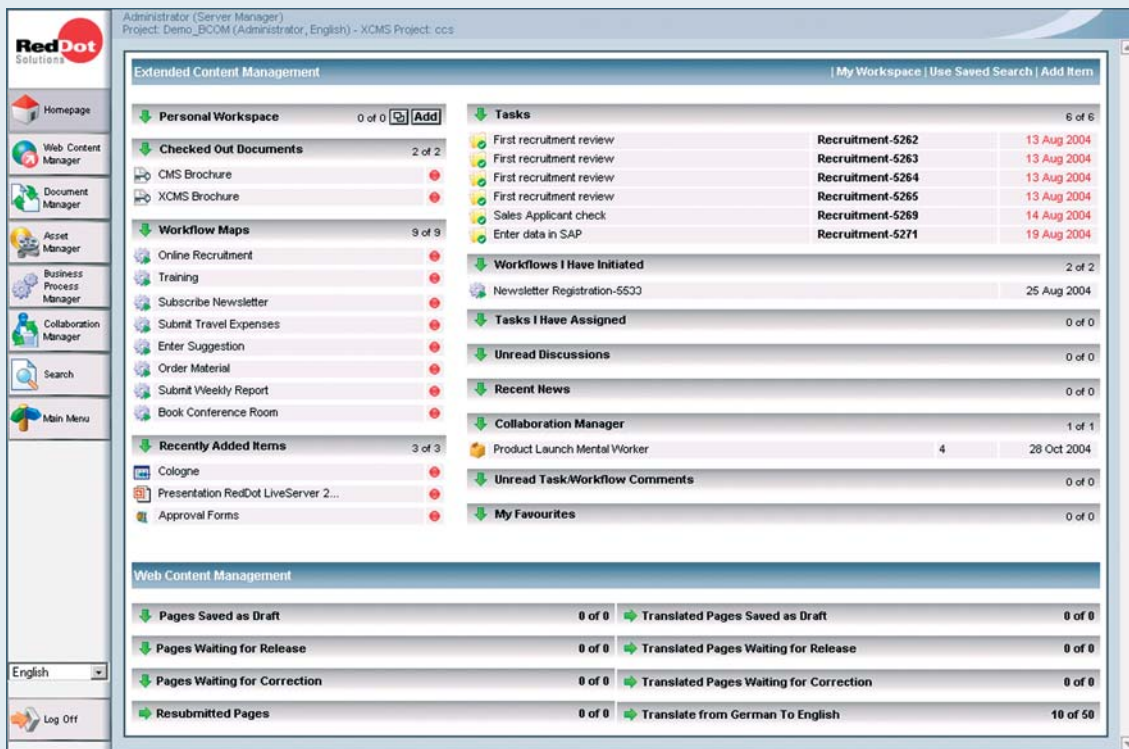 Administrator (Server Manager)
Project: Demo_BCOM (Administrator, English) - XCMS Project: ccs
RedDot
Solutions
Homepage
Web Content
Manager
Document
Manager
Asset
Manager
Business
Process
Manager
Collaboration
Manager
Search
Main Menu
English
Log Off
Extended Content Management
| My Workspace | Use Saved Search | Add Item
Personal Workspace 0 of 0 Add
Checked Out Documents 2 of 2
CMS Brochure
XCMS Brochure
Workflow Maps 9 of 9
Online Recruitment
Training
Subscribe Newsletter
Submit Travel Expenses
Enter Suggestion
Order Material
Submit Weekly Report
Book Conference Room
Recently Added Items 3 of 3
Cologne
Presentation RedDot LiveServer 2...
Approval Forms
Tasks 6 of 6
First recruitment review Recruitment-5262 13 Aug 2004
First recruitment review Recruitment-5263 13 Aug 2004
First recruitment review Recruitment-5264 13 Aug 2004
First recruitment review Recruitment-5265 13 Aug 2004
Sales Applicant check Recruitment-5269 14 Aug 2004
Enter data in SAP Recruitment-5271 19 Aug 2004
Workflows I Have Initiated 2 of 2
Newsletter Registration-5533 25 Aug 2004
Tasks I Have Assigned 0 of 0
Unread Discussions 0 of 0
Recent News 0 of 0
Collaboration Manager 1 of 1
Product Launch Mental Worker 4 28 Oct 2004
Unread Task/Workflow Comments 0 of 0
My Favourites 0 of 0
Web Content Management
Pages Saved as Draft 0 of 0
Translated Pages Saved as Draft 0 of 0
Pages Waiting for Release 0 of 0
Translated Pages Waiting for Release 0 of 0
Pages Waiting for Correction 0 of 0
Translated Pages Waiting for Correction 0 of 0
Resubmitted Pages 0 of 0
Translate from German To English 10 of 50